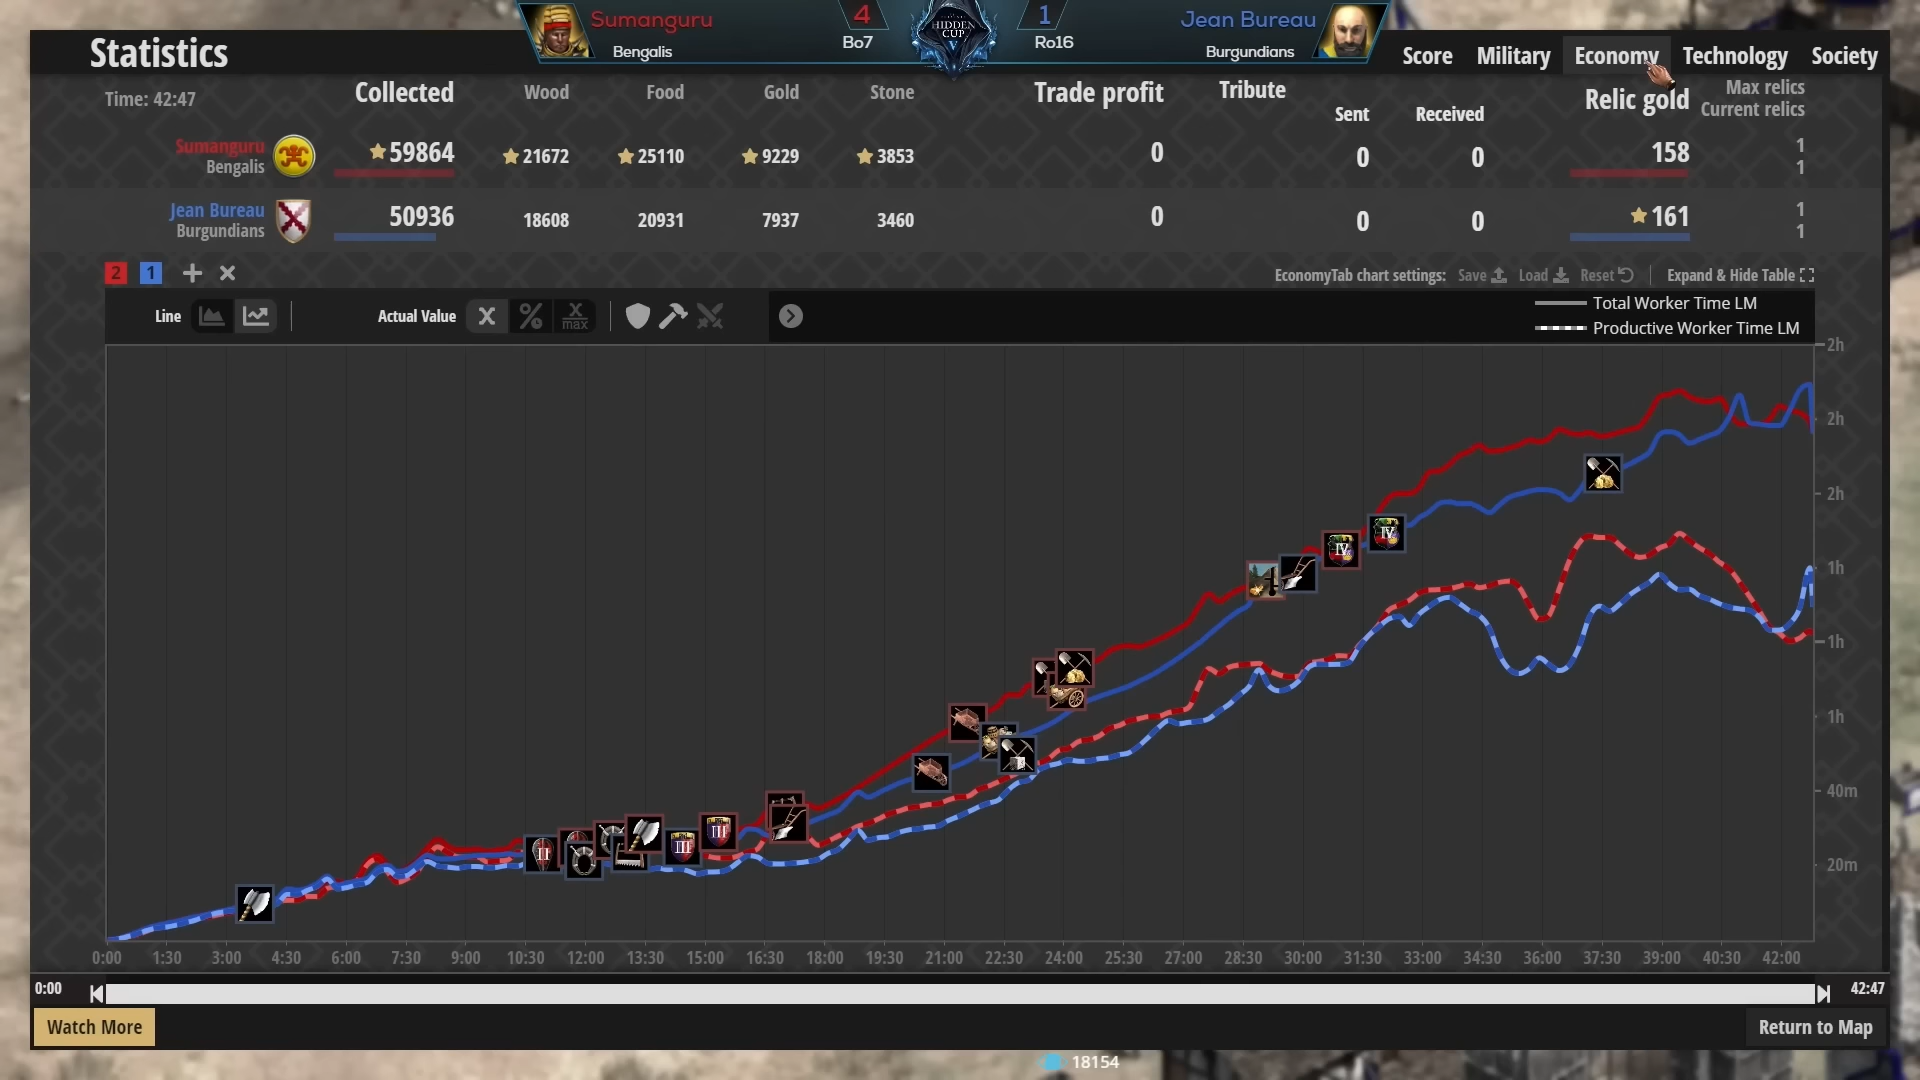 Sumanguru
Bengalis
4
Bo7
HIDDEN
CUP
V
1
Ro16
Jean Bureau
Burgundians
Statistics
Score Military Economy Technology Society
Time: 42:47
Collected Wood Food Gold Stone Trade profit Tribute Sent Received Relic gold Max relics
Current relics
Sumanguru
Bengalis
59864 21672 25110 9229 3853 0 0 0 158 1
1
Jean Bureau
Burgundians
50936 18608 20931 7937 3460 0 0 0 161 1
1
2 1
EconomyTab chart settings: Save Load Reset Expand & Hide Table
Line Actual Value X % X
max
Total Worker Time LM
Productive Worker Time LM
2h
2h
2h
1h
1h
1h
40m
20m
IV IV
II III III
0:00 1:30 3:00 4:30 6:00 7:30 9:00 10:30 12:00 13:30 15:00 16:30 18:00 19:30 21:00 22:30 24:00 25:30 27:00 28:30 30:00 31:30 33:00 34:30 36:00 37:30 39:00 40:30 42:00
0:00 42:47
Watch More Return to Map
18154